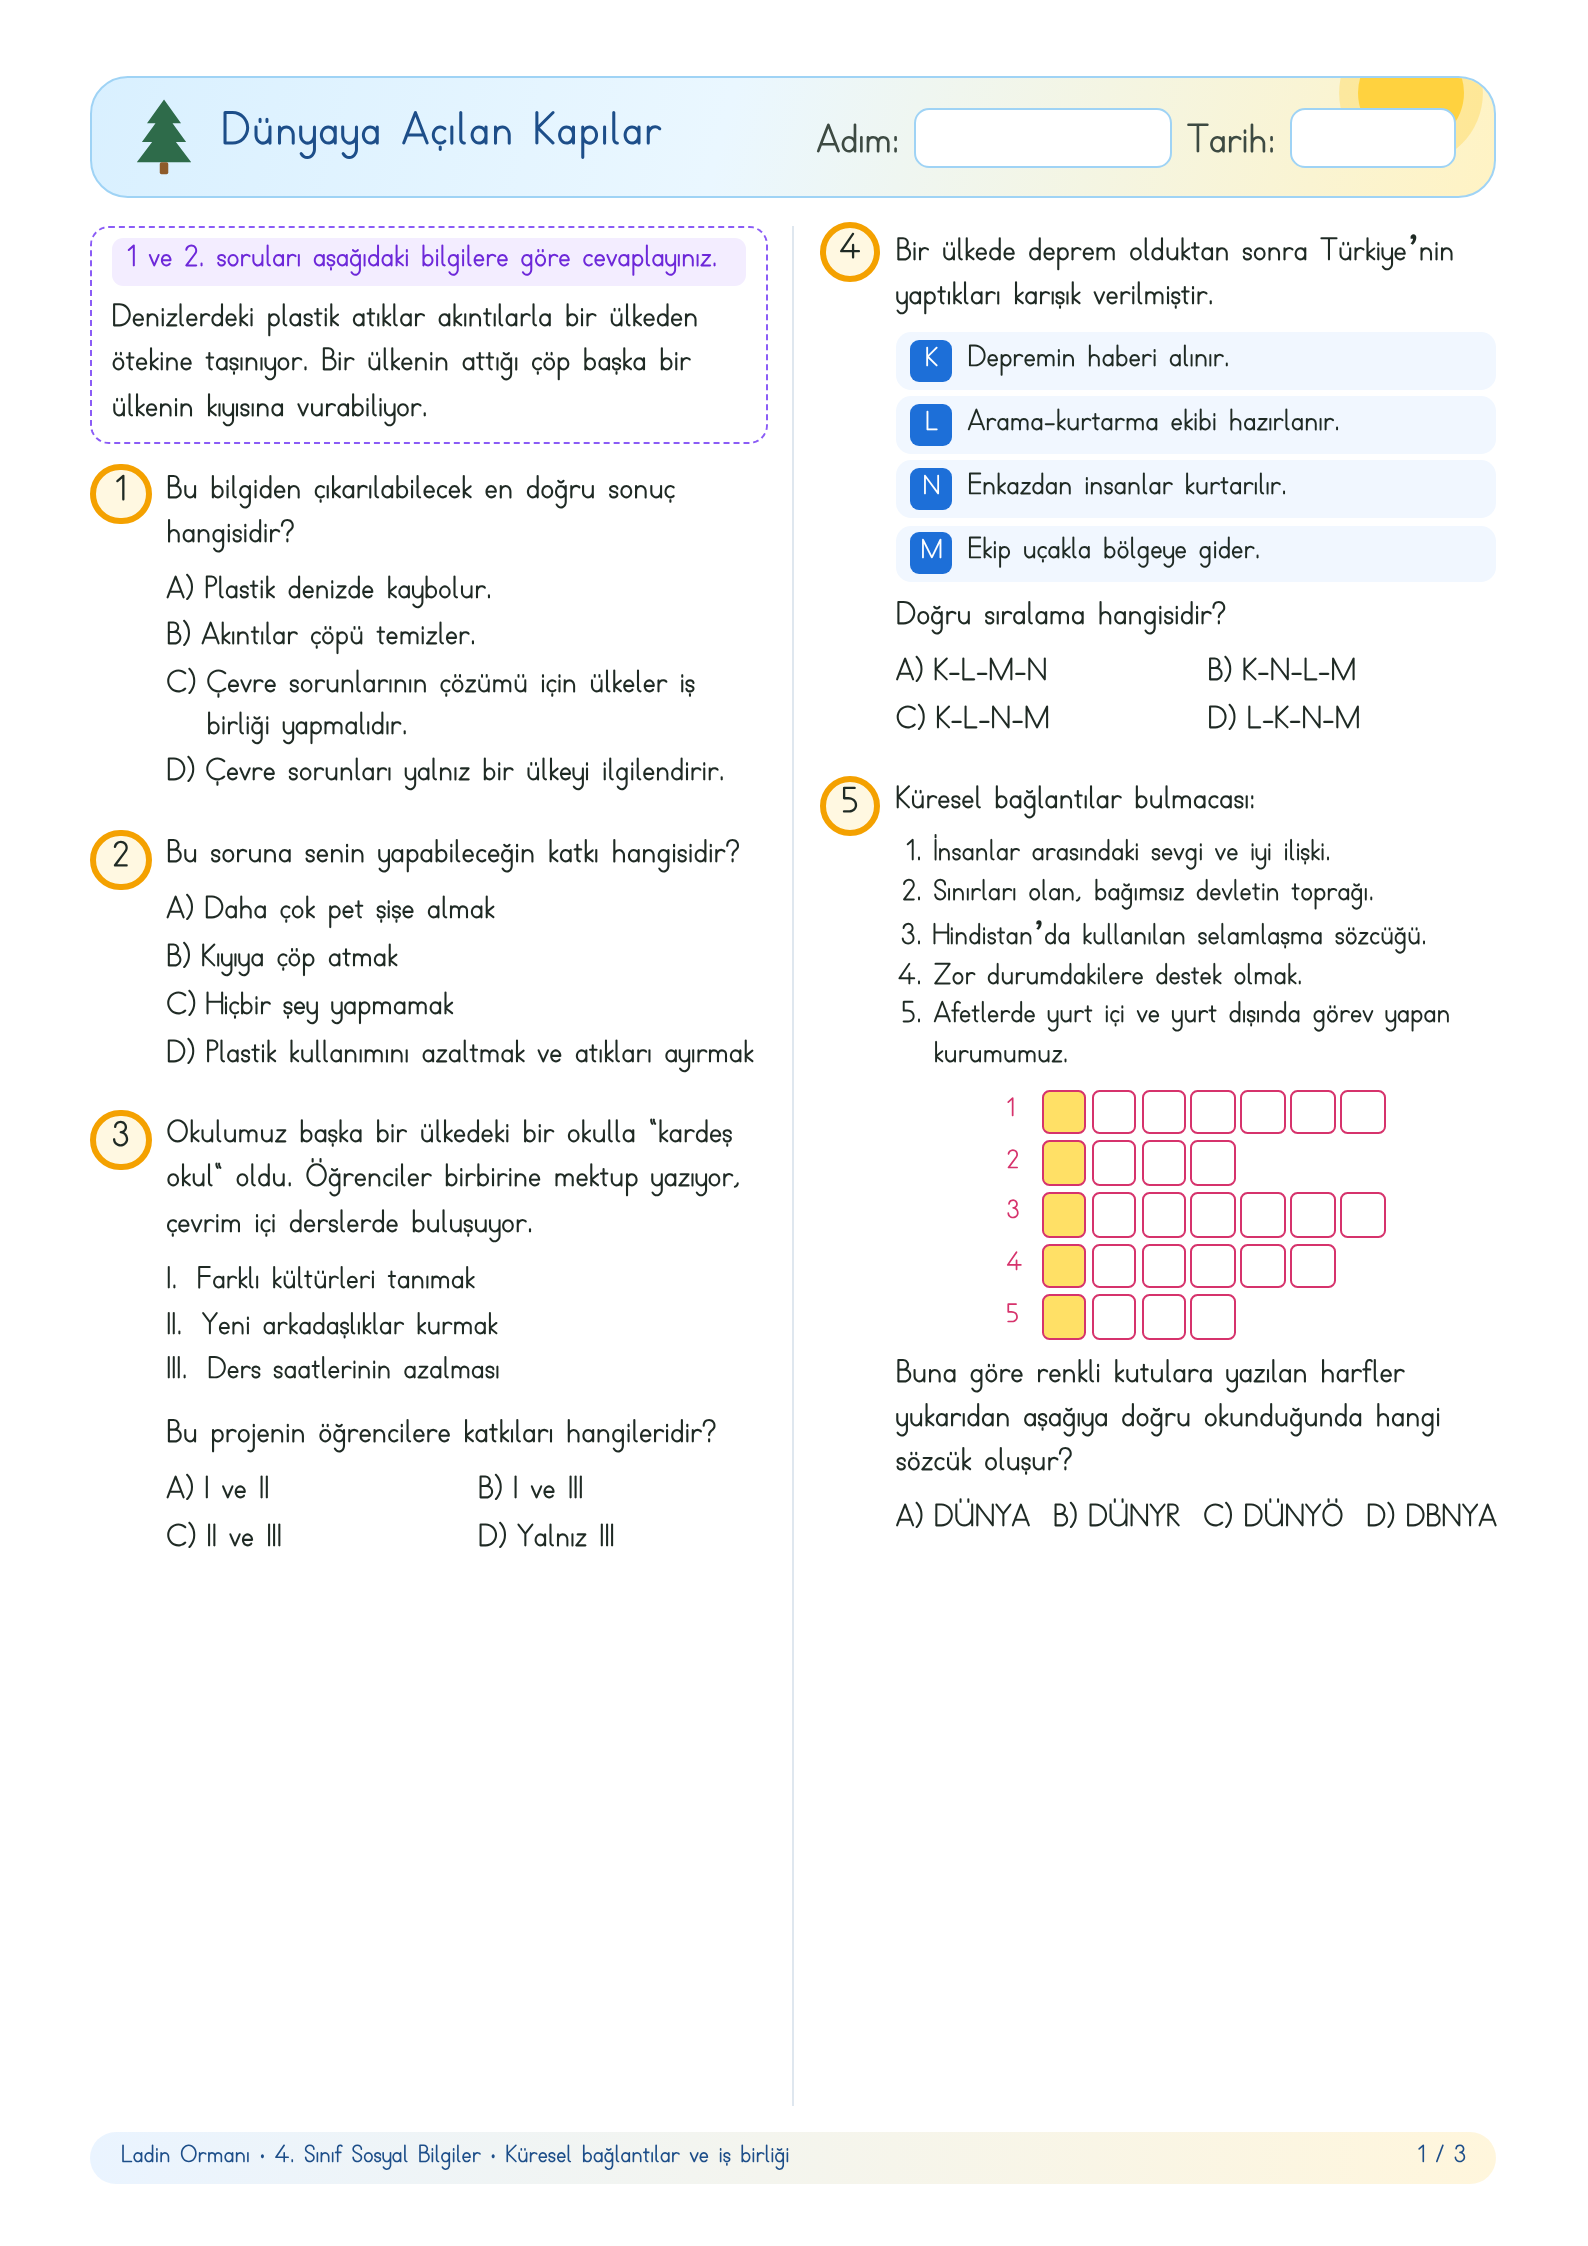 Dünyaya Açılan Kapılar
Adım:
Tarih:
1 ve 2. soruları aşağıdaki bilgilere göre cevaplayınız.
Denizlerdeki plastik atıklar akıntılarla bir ülkeden
ötekine taşınıyor. Bir ülkenin attığı çöp başka bir
ülkenin kıyısına vurabiliyor.
1
Bu bilgiden çıkarılabilecek en doğru sonuç
hangisidir?
A) Plastik denizde kaybolur.
B) Akıntılar çöpü temizler.
C) Çevre sorunlarının çözümü için ülkeler iş
birliği yapmalıdır.
D) Çevre sorunları yalnız bir ülkeyi ilgilendirir.
2
Bu soruna senin yapabileceğin katkı hangisidir?
A) Daha çok pet şişe almak
B) Kıyıya çöp atmak
C) Hiçbir şey yapmamak
D) Plastik kullanımını azaltmak ve atıkları ayırmak
3
Okulumuz başka bir ülkedeki bir okulla “kardeş
okul“ oldu. Öğrenciler birbirine mektup yazıyor,
çevrim içi derslerde buluşuyor.
I. Farklı kültürleri tanımak
II. Yeni arkadaşlıklar kurmak
III. Ders saatlerinin azalması
Bu projenin öğrencilere katkıları hangileridir?
A) I ve II
B) I ve III
C) II ve III
D) Yalnız III
4
Bir ülkede deprem olduktan sonra Türkiye’nin
yaptıkları karışık verilmiştir.
K Depremin haberi alınır.
L Arama-kurtarma ekibi hazırlanır.
N Enkazdan insanlar kurtarılır.
M Ekip uçakla bölgeye gider.
Doğru sıralama hangisidir?
A) K-L-M-N
B) K-N-L-M
C) K-L-N-M
D) L-K-N-M
5
Küresel bağlantılar bulmacası:
1. İnsanlar arasındaki sevgi ve iyi ilişki.
2. Sınırları olan, bağımsız devletin toprağı.
3. Hindistan’da kullanılan selamlaşma sözcüğü.
4. Zor durumdakilere destek olmak.
5. Afetlerde yurt içi ve yurt dışında görev yapan
kurumumuz.
1
2
3
4
5
Buna göre renkli kutulara yazılan harfler
yukarıdan aşağıya doğru okunduğunda hangi
sözcük oluşur?
A) DÜNYA B) DÜNYR C) DÜNYÖ D) DBNYA
Ladin Ormanı • 4. Sınıf Sosyal Bilgiler • Küresel bağlantılar ve iş birliği
1 / 3